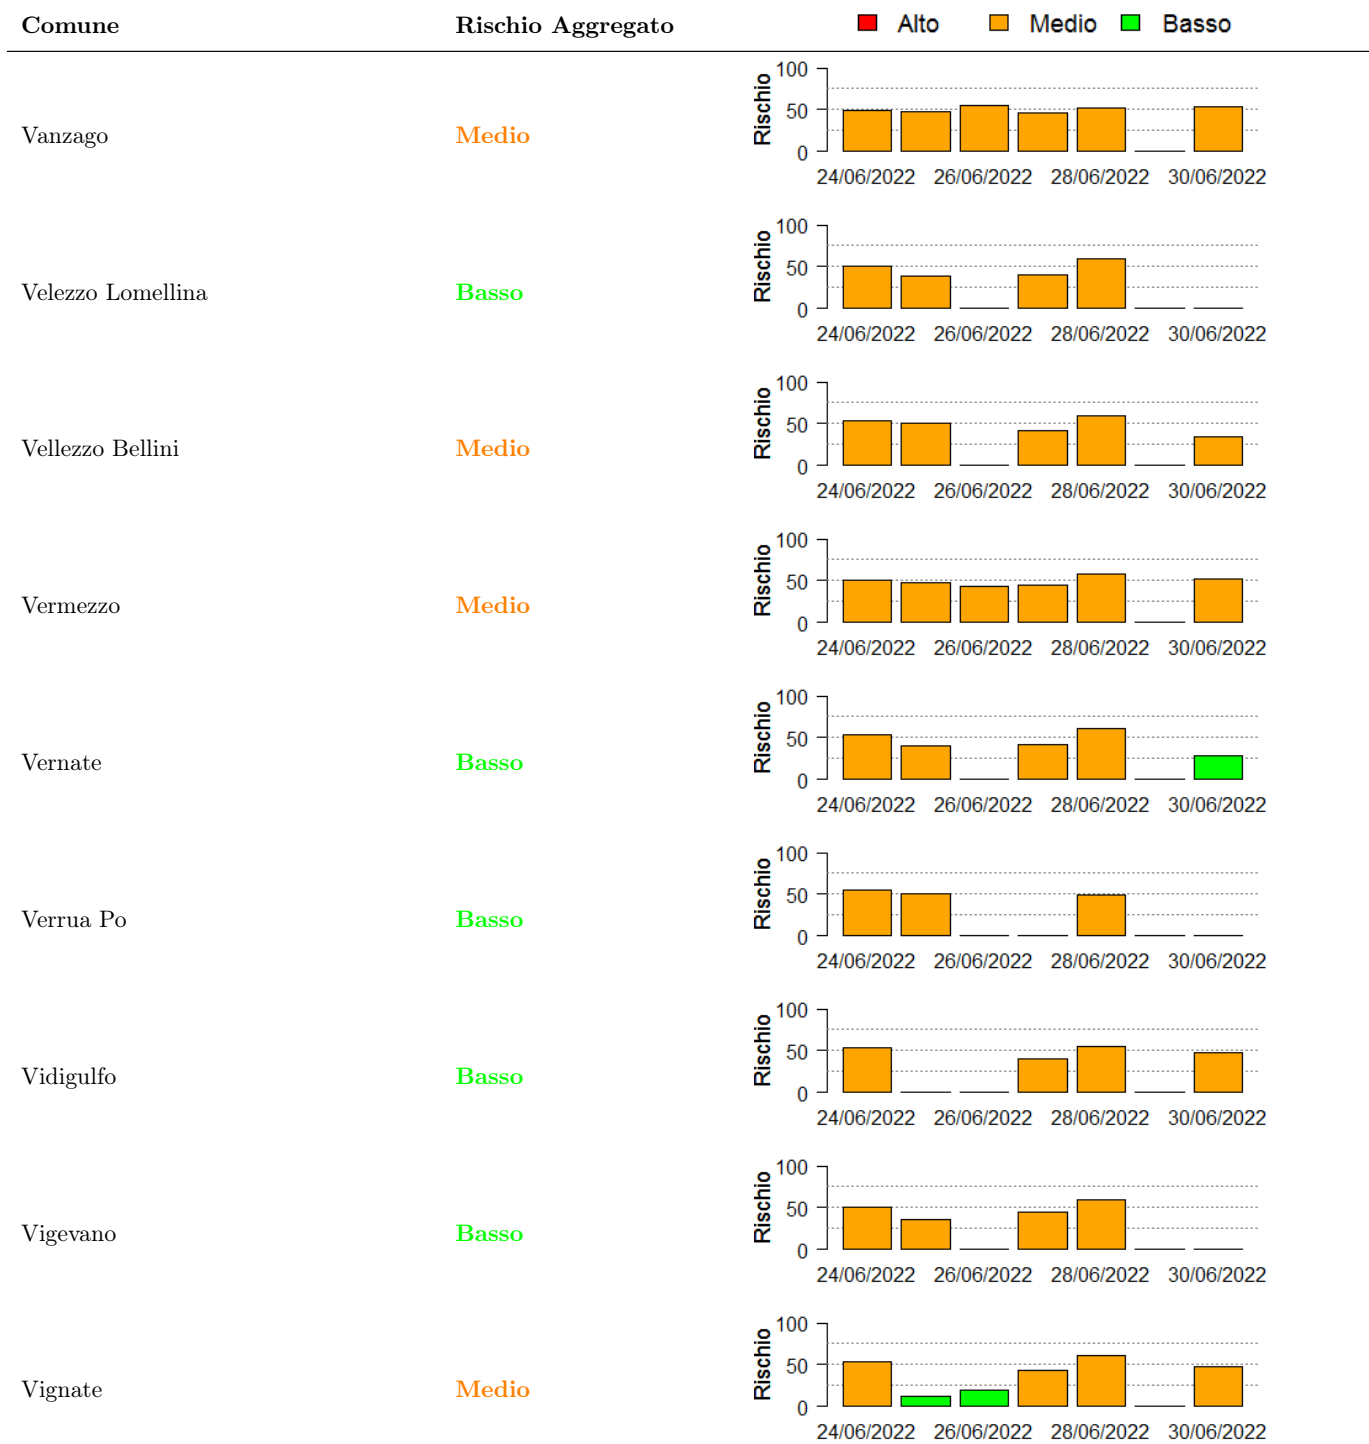 Comune Rischio Aggregato Alto Medio Basso
Vanzago Medio Rischio 100 50 0
24/06/2022 26/06/2022 28/06/2022 30/06/2022
Velezzo Lomellina Basso Rischio 100 50 0
24/06/2022 26/06/2022 28/06/2022 30/06/2022
Vellezzo Bellini Medio Rischio 100 50 0
24/06/2022 26/06/2022 28/06/2022 30/06/2022
Vermezzo Medio Rischio 100 50 0
24/06/2022 26/06/2022 28/06/2022 30/06/2022
Vernate Basso Rischio 100 50 0
24/06/2022 26/06/2022 28/06/2022 30/06/2022
Verrua Po Basso Rischio 100 50 0
24/06/2022 26/06/2022 28/06/2022 30/06/2022
Vidigulfo Basso Rischio 100 50 0
24/06/2022 26/06/2022 28/06/2022 30/06/2022
Vigevano Basso Rischio 100 50 0
24/06/2022 26/06/2022 28/06/2022 30/06/2022
Vignate Medio Rischio 100 50 0
24/06/2022 26/06/2022 28/06/2022 30/06/2022